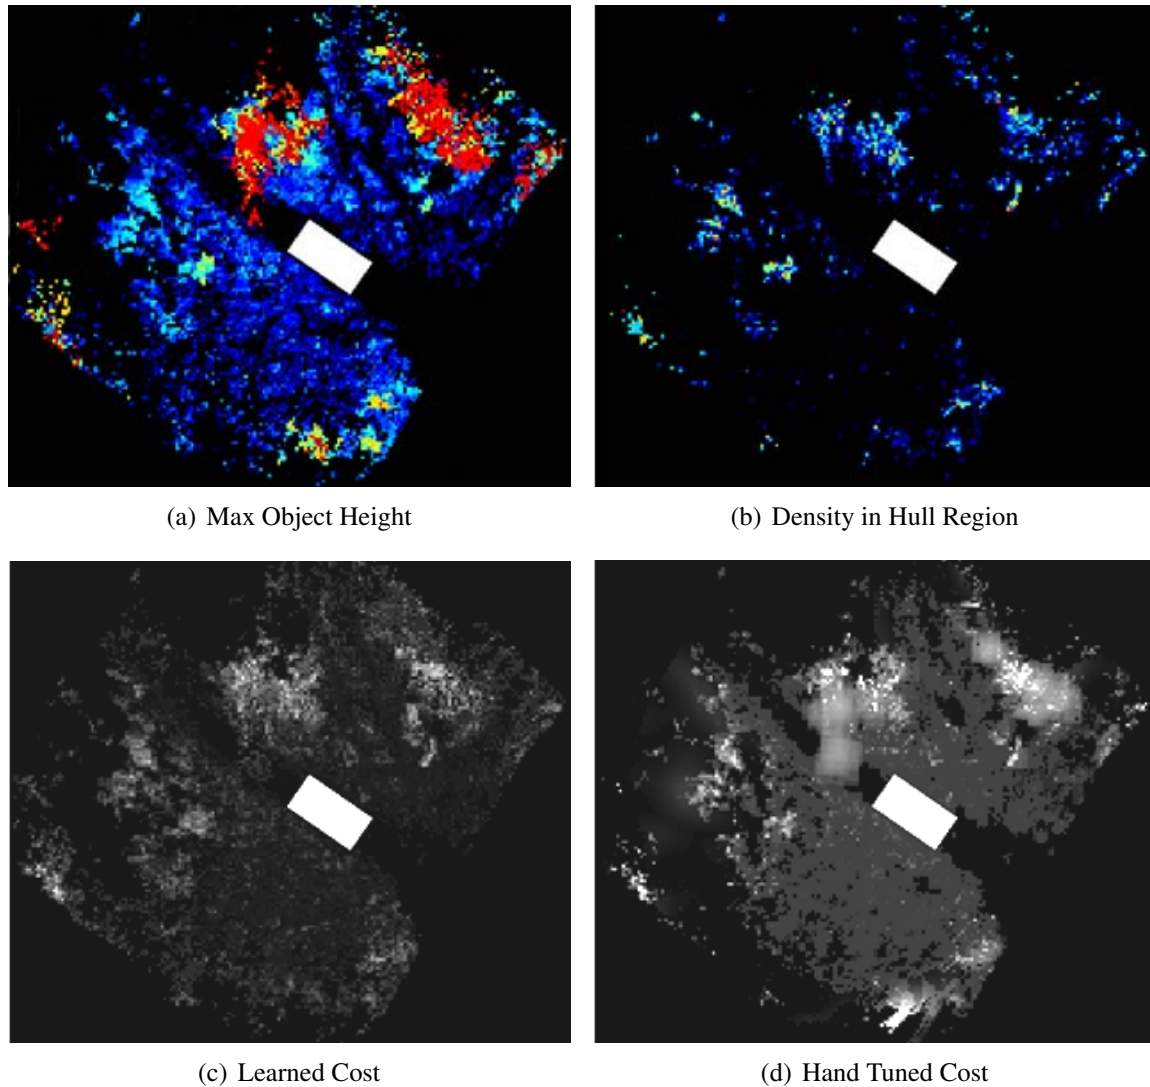 (a) Max Object Height
(b) Density in Hull Region
(c) Learned Cost
(d) Hand Tuned Cost